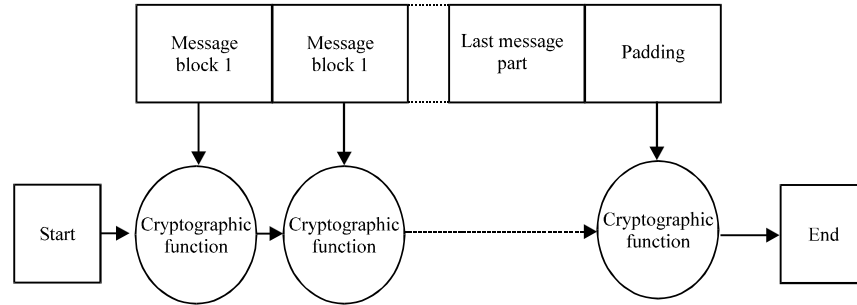 Message
block 1
Message
block 1
Last message
part
Padding
Start
Cryptographic
function
Cryptographic
function
Cryptographic
function
End